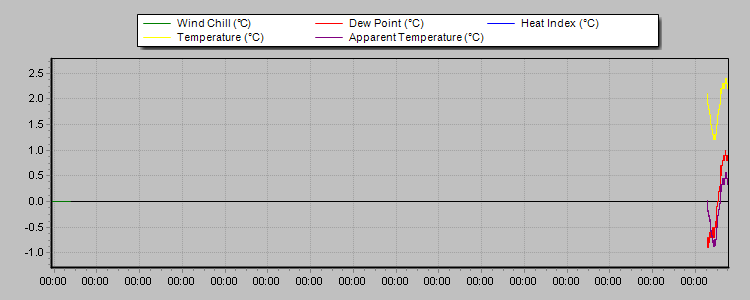 Wind Chill (°C) Dew Point (°C) Heat Index (°C)
Temperature (°C) Apparent Temperature (°C)
2.5
2.0
1.5
1.0
0.5
0.0
-0.5
-1.0
00:00 00:00 00:00 00:00 00:00 00:00 00:00 00:00 00:00 00:00 00:00 00:00 00:00 00:00 00:00 00:00